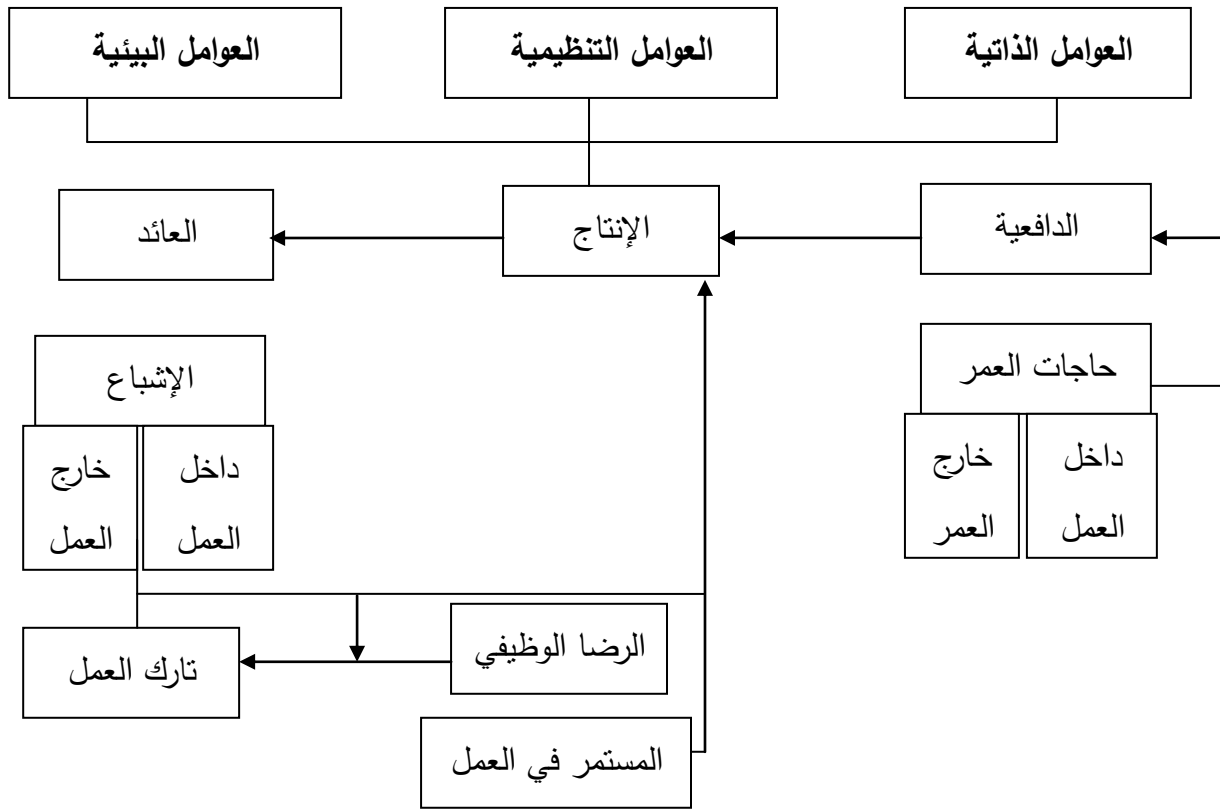 العوامل الذاتية
العوامل التنظيمية
العوامل البيئية
الدافعية
الإنتاج
العائد
حاجات العمر
الإشباع
داخل
العمل
خارج
العمر
داخل
العمل
خارج
العمل
الرضا الوظيفي
تارك العمل
المستمر في العمل